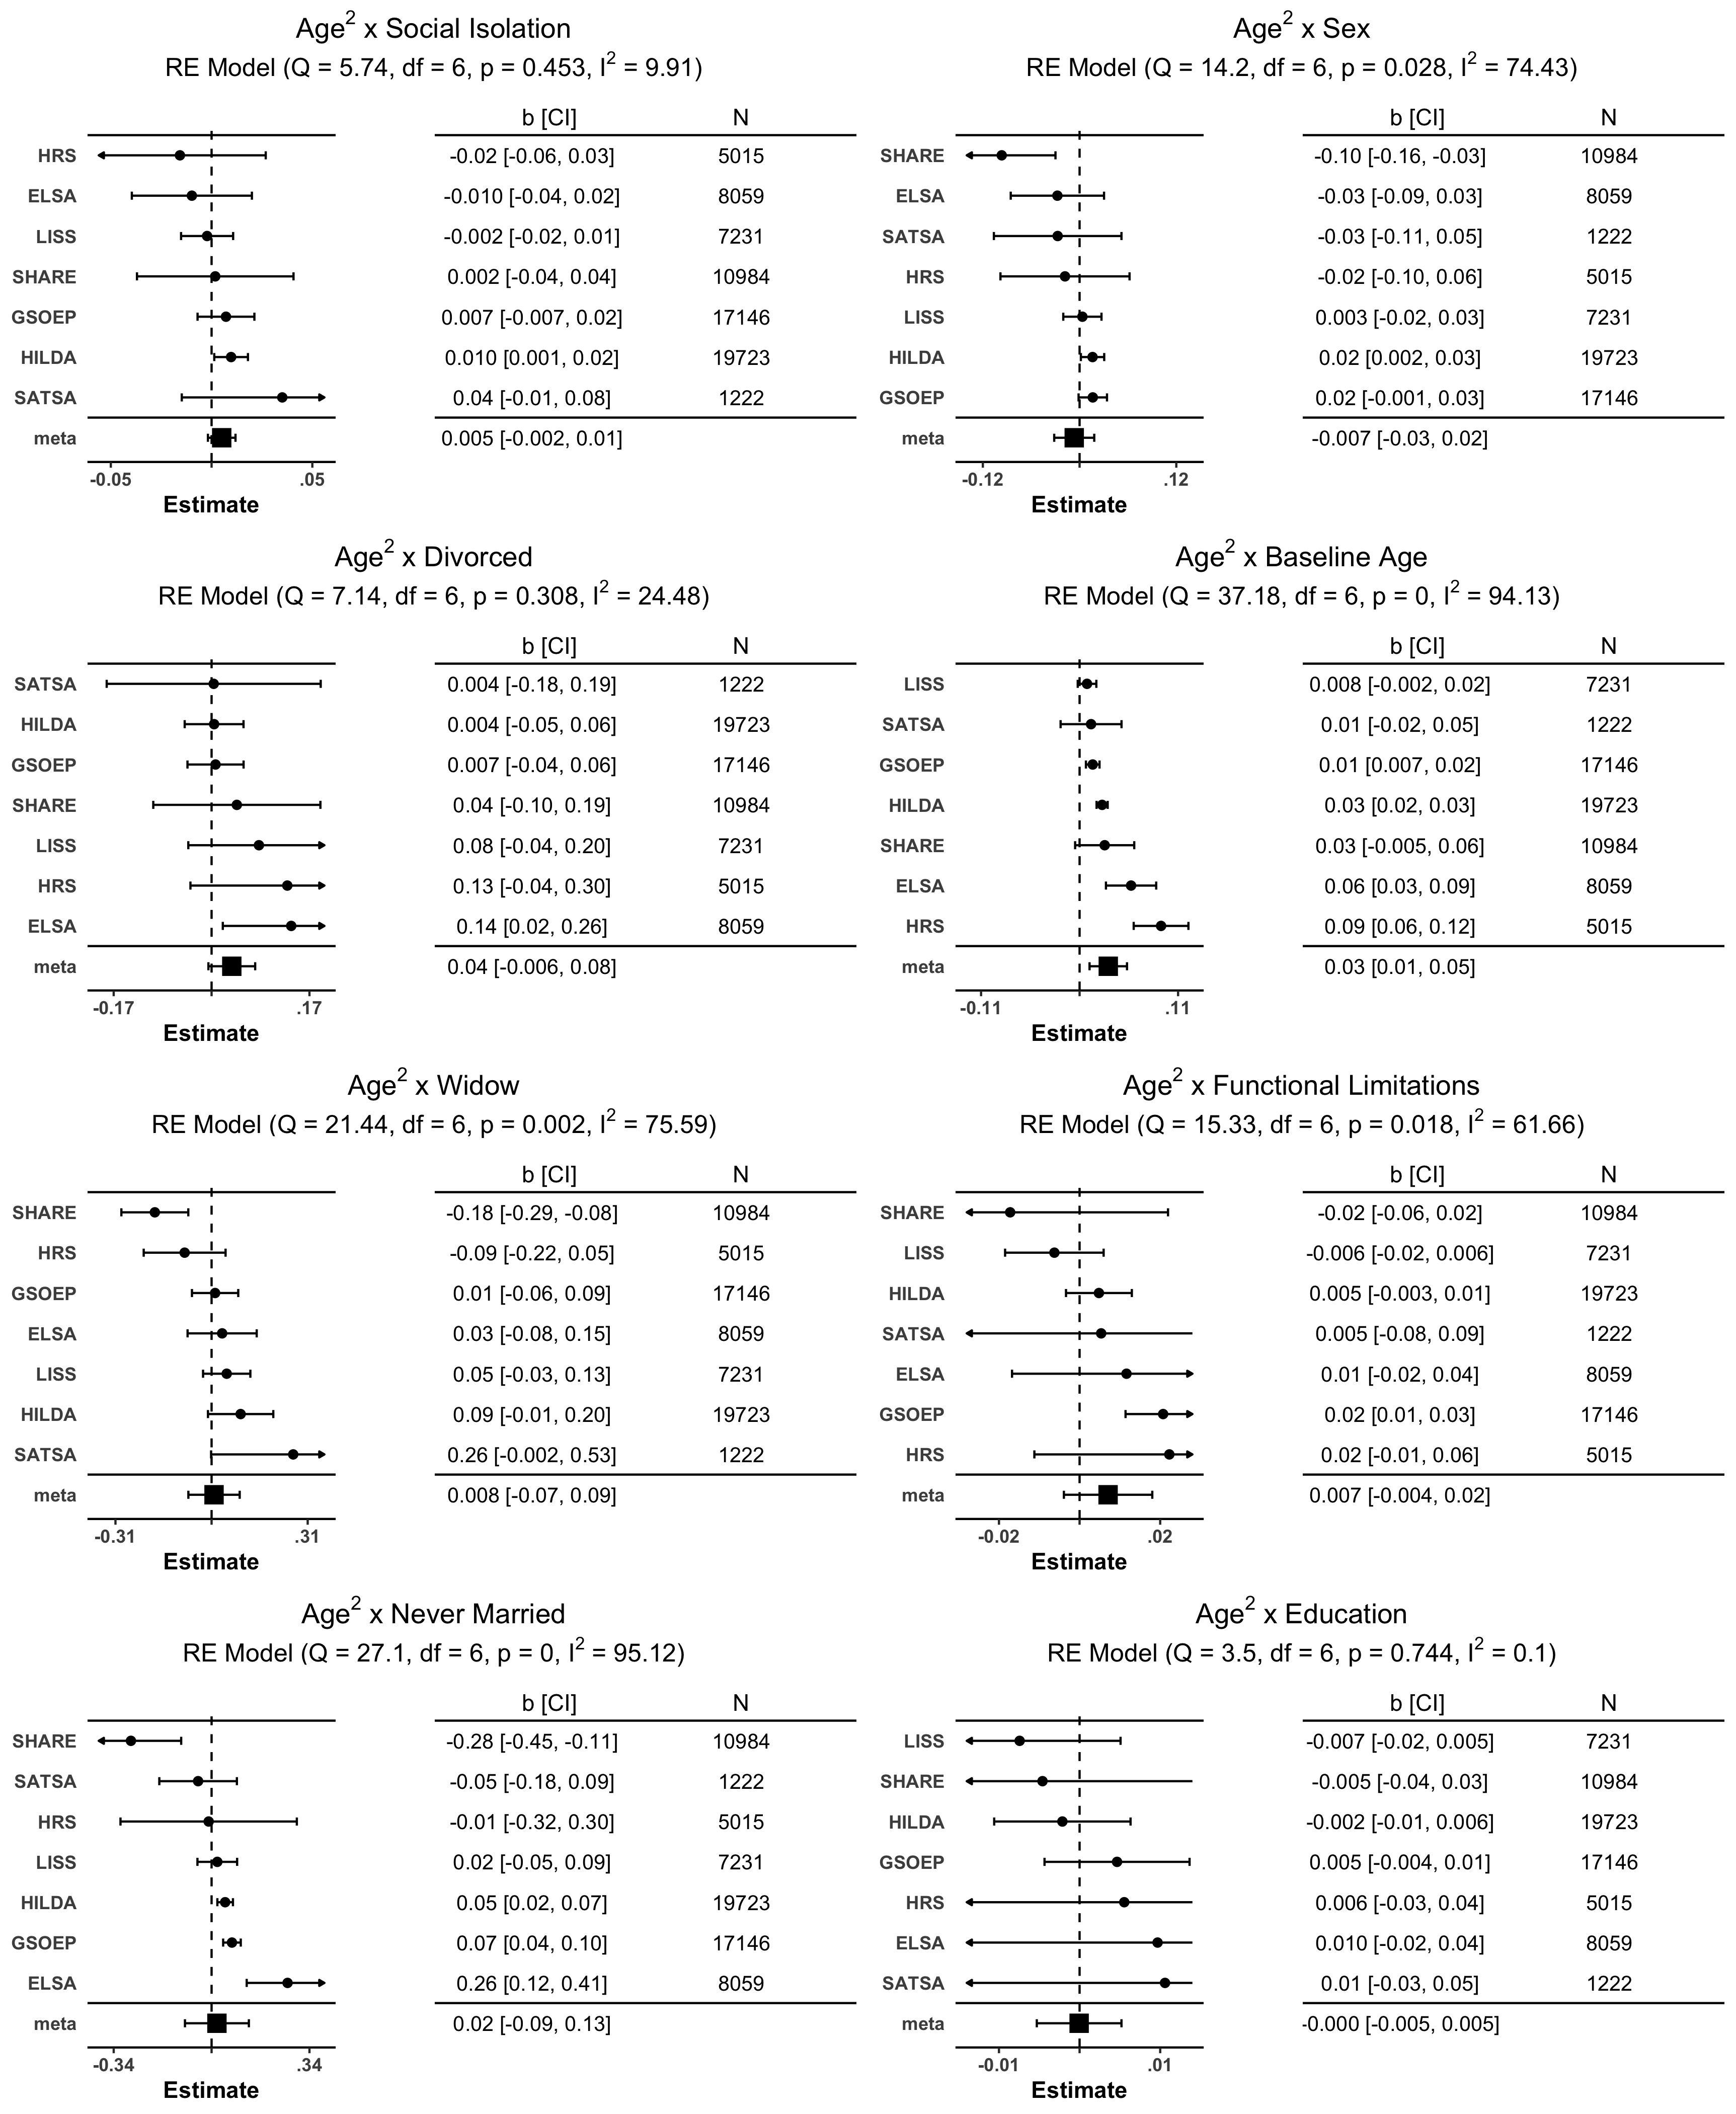 Age² x Social Isolation
RE Model (Q = 5.74, df = 6, p = 0.453, I² = 9.91)
b [CI] N
HRS -0.02 [-0.06, 0.03] 5015
ELSA -0.010 [-0.04, 0.02] 8059
LISS -0.002 [-0.02, 0.01] 7231
SHARE 0.002 [-0.04, 0.04] 10984
GSOEP 0.007 [-0.007, 0.02] 17146
HILDA 0.010 [0.001, 0.02] 19723
SATSA 0.04 [-0.01, 0.08] 1222
meta 0.005 [-0.002, 0.01]
-0.05 .05
Estimate
Age² x Sex
RE Model (Q = 14.2, df = 6, p = 0.028, I² = 74.43)
b [CI] N
SHARE -0.10 [-0.16, -0.03] 10984
ELSA -0.03 [-0.09, 0.03] 8059
SATSA -0.03 [-0.11, 0.05] 1222
HRS -0.02 [-0.10, 0.06] 5015
LISS 0.003 [-0.02, 0.03] 7231
HILDA 0.02 [0.002, 0.03] 19723
GSOEP 0.02 [-0.001, 0.03] 17146
meta -0.007 [-0.03, 0.02]
-0.12 .12
Estimate
Age² x Divorced
RE Model (Q = 7.14, df = 6, p = 0.308, I² = 24.48)
b [CI] N
SATSA 0.004 [-0.18, 0.19] 1222
HILDA 0.004 [-0.05, 0.06] 19723
GSOEP 0.007 [-0.04, 0.06] 17146
SHARE 0.04 [-0.10, 0.19] 10984
LISS 0.08 [-0.04, 0.20] 7231
HRS 0.13 [-0.04, 0.30] 5015
ELSA 0.14 [0.02, 0.26] 8059
meta 0.04 [-0.006, 0.08]
-0.17 .17
Estimate
Age² x Baseline Age
RE Model (Q = 37.18, df = 6, p = 0, I² = 94.13)
b [CI] N
LISS 0.008 [-0.002, 0.02] 7231
SATSA 0.01 [-0.02, 0.05] 1222
GSOEP 0.01 [0.007, 0.02] 17146
HILDA 0.03 [0.02, 0.03] 19723
SHARE 0.03 [-0.005, 0.06] 10984
ELSA 0.06 [0.03, 0.09] 8059
HRS 0.09 [0.06, 0.12] 5015
meta 0.03 [0.01, 0.05]
-0.11 .11
Estimate
Age² x Widow
RE Model (Q = 21.44, df = 6, p = 0.002, I² = 75.59)
b [CI] N
SHARE -0.18 [-0.29, -0.08] 10984
HRS -0.09 [-0.22, 0.05] 5015
GSOEP 0.01 [-0.06, 0.09] 17146
ELSA 0.03 [-0.08, 0.15] 8059
LISS 0.05 [-0.03, 0.13] 7231
HILDA 0.09 [-0.01, 0.20] 19723
SATSA 0.26 [-0.002, 0.53] 1222
meta 0.008 [-0.07, 0.09]
-0.31 .31
Estimate
Age² x Functional Limitations
RE Model (Q = 15.33, df = 6, p = 0.018, I² = 61.66)
b [CI] N
SHARE -0.02 [-0.06, 0.02] 10984
LISS -0.006 [-0.02, 0.006] 7231
HILDA 0.005 [-0.003, 0.01] 19723
SATSA 0.005 [-0.08, 0.09] 1222
ELSA 0.01 [-0.02, 0.04] 8059
GSOEP 0.02 [0.01, 0.03] 17146
HRS 0.02 [-0.01, 0.06] 5015
meta 0.007 [-0.004, 0.02]
-0.02 .02
Estimate
Age² x Never Married
RE Model (Q = 27.1, df = 6, p = 0, I² = 95.12)
b [CI] N
SHARE -0.28 [-0.45, -0.11] 10984
SATSA -0.05 [-0.18, 0.09] 1222
HRS -0.01 [-0.32, 0.30] 5015
LISS 0.02 [-0.05, 0.09] 7231
HILDA 0.05 [0.02, 0.07] 19723
GSOEP 0.07 [0.04, 0.10] 17146
ELSA 0.26 [0.12, 0.41] 8059
meta 0.02 [-0.09, 0.13]
-0.34 .34
Estimate
Age² x Education
RE Model (Q = 3.5, df = 6, p = 0.744, I² = 0.1)
b [CI] N
LISS -0.007 [-0.02, 0.005] 7231
SHARE -0.005 [-0.04, 0.03] 10984
HILDA -0.002 [-0.01, 0.006] 19723
GSOEP 0.005 [-0.004, 0.01] 17146
HRS 0.006 [-0.03, 0.04] 5015
ELSA 0.010 [-0.02, 0.04] 8059
SATSA 0.01 [-0.03, 0.05] 1222
meta -0.000 [-0.005, 0.005]
-0.01 .01
Estimate